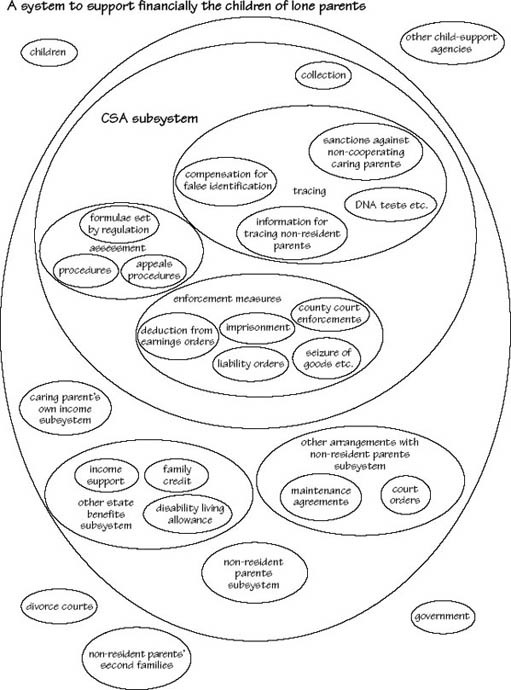 A system to support financially the children of lone parents
children
other child-support
agencies
collection
CSA subsystem
sanctions against
non-cooperating
caring parents
compensation for
false identification
tracing
DNA tests etc.
information for
tracing non-resident
parents
formulae set
by regulation
assessment
procedures
appeals
procedures
enforcement measures
county court
enforcements
deduction from
earnings orders
imprisonment
liability orders
seizure of
goods etc.
caring parent's
own income
subsystem
other arrangements with
non-resident parents
subsystem
maintenance
agreements
court
orders
income
support
family
credit
other state
benefits
subsystem
disability living
allowance
non-resident
parents
subsystem
divorce courts
government
non-resident parents'
second families